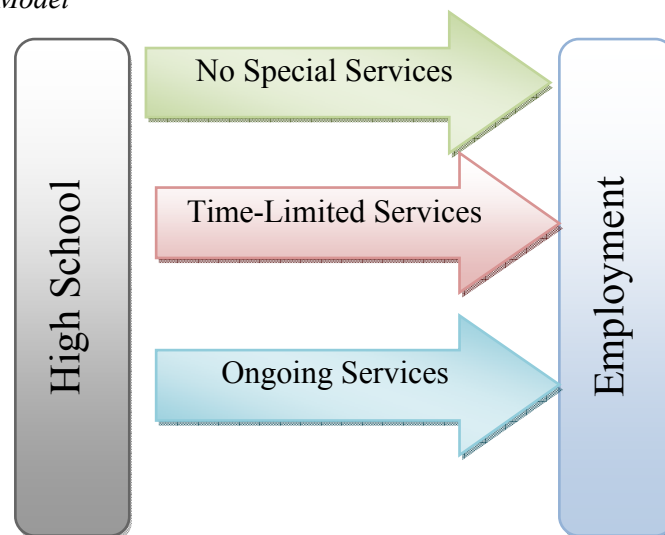 Model
High School
No Special Services
Time-Limited Services
Ongoing Services
Employment